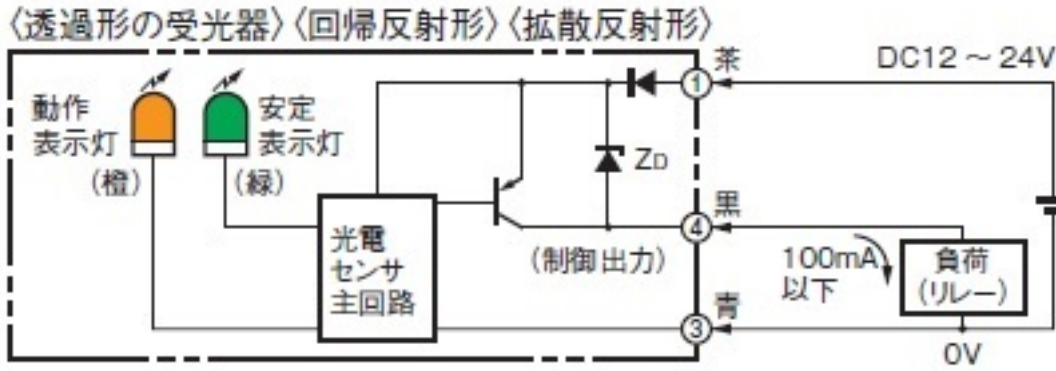 〈透過形の受光器〉〈回帰反射形〉〈拡散反射形〉
茶
DC12 ～ 24V
1
動作
表示灯
(橙)
安定
表示灯
(緑)
ZD
黒
4
光電
センサ
主回路
(制御出力)
100mA
以下
負荷
(リレー)
青
3
0V